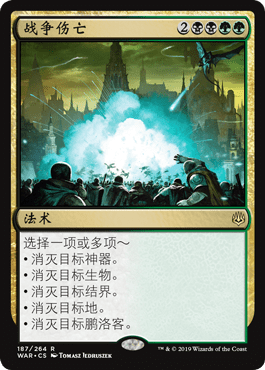 战争伤亡 2
法术
选择一项或多项～
• 消灭目标神器。
• 消灭目标生物。
• 消灭目标结界。
• 消灭目标地。
• 消灭目标鹏洛客。
187/264 R
WAR • CS Tomasz Jedruszek
™ & © 2019 Wizards of the Coast